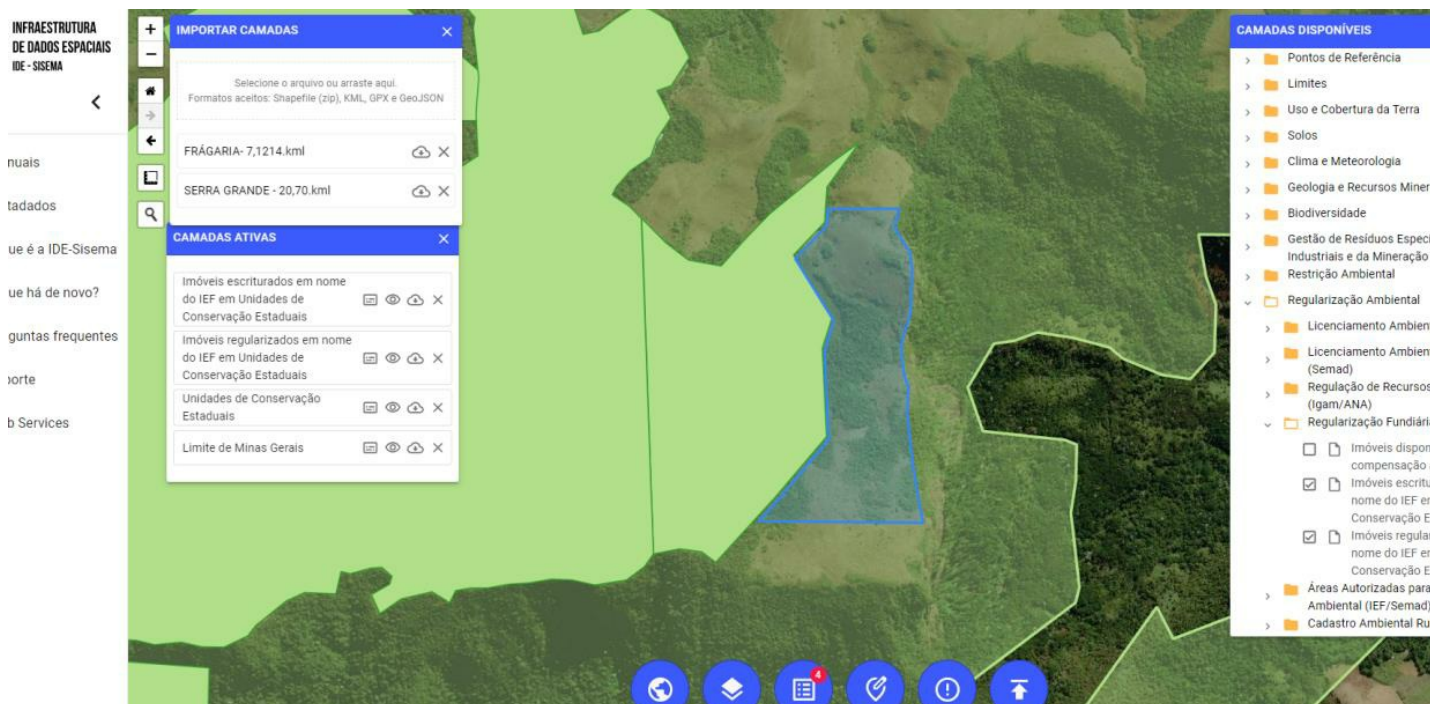 INFRAESTRUTURA
DE DADOS ESPACIAIS
IDE - SISEMA
nuais
tadados
ue é a IDE-Sisema
ue há de novo?
guntas frequentes
porte
b Services
IMPORTAR CAMADAS
Selecione o arquivo ou arraste aqui.
Formatos aceitos: Shapefile (zip), KML, GPX e GeoJSON
FRÁGARIA- 7,1214.kml
SERRA GRANDE - 20,70.kml
CAMADAS ATIVAS
Imóveis escriturados em nome
do IEF em Unidades de
Conservação Estaduais
Imóveis regularizados em nome
do IEF em Unidades de
Conservação Estaduais
Unidades de Conservação
Estaduais
Limite de Minas Gerais
4
CAMADAS DISPONÍVEIS
Pontos de Referência
Limites
Uso e Cobertura da Terra
Solos
Clima e Meteorologia
Geologia e Recursos Miner
Biodiversidade
Gestão de Resíduos Especi
Industriais e da Mineração
Restrição Ambiental
Regularização Ambiental
Licenciamento Ambient
Licenciamento Ambient
(Semad)
Regulação de Recursos
(Igam/ANA)
Regularização Fundiária
Imóveis dispon
compensação
Imóveis escritu
nome do IEF en
Conservação E
Imóveis regular
nome do IEF en
Conservação E
Áreas Autorizadas para
Ambiental (IEF/Semad)
Cadastro Ambiental Ru